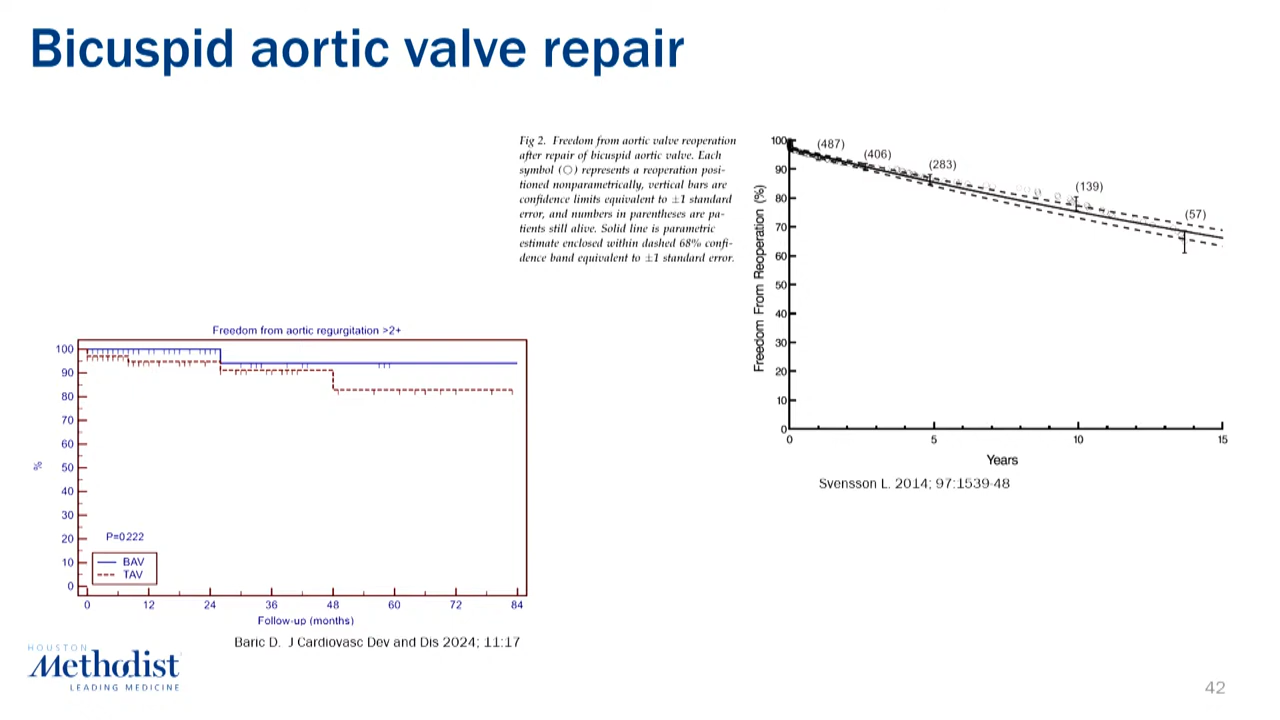 Bicuspid aortic valve repair
Fig 2. Freedom from aortic valve reoperation
after repair of bicuspid aortic valve. Each
symbol (○) represents a reoperation posi-
tioned nonparametrically, vertical bars are
confidence limits equivalent to ±1 standard
error, and numbers in parentheses are pa-
tients still alive. Solid line is parametric
estimate enclosed within dashed 68% confi-
dence band equivalent to ±1 standard error.
Freedom From Reoperation (%)
100
90
80
70
60
50
40
30
20
10
0
(487)
(406)
(283)
(139)
(57)
0 5 10 15
Years
Svensson L. 2014; 97:1539-48
Freedom from aortic regurgitation >2+
%
100
90
80
70
60
50
40
30
20
10
0
P=0222
BAV
TAV
0 12 24 36 48 60 72 84
Follow-up (months)
Baric D. J Cardiovasc Dev and Dis 2024; 11:17
HOUSTON
Methodist
LEADING MEDICINE
42